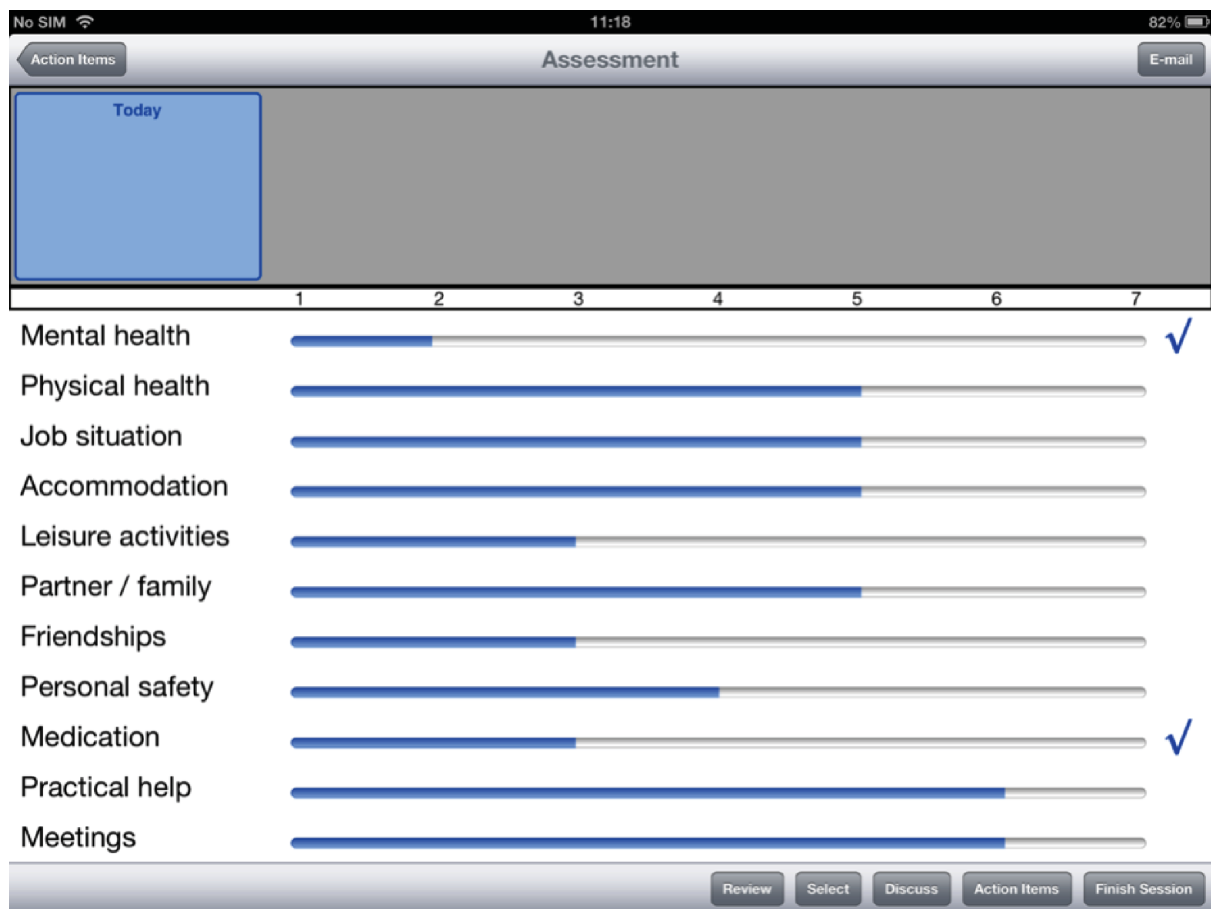 No SIM 11:18 82%
Action Items Assessment E-mail
Today
1 2 3 4 5 6 7
Mental health √
Physical health
Job situation
Accommodation
Leisure activities
Partner / family
Friendships
Personal safety
Medication √
Practical help
Meetings
Review Select Discuss Action Items Finish Session